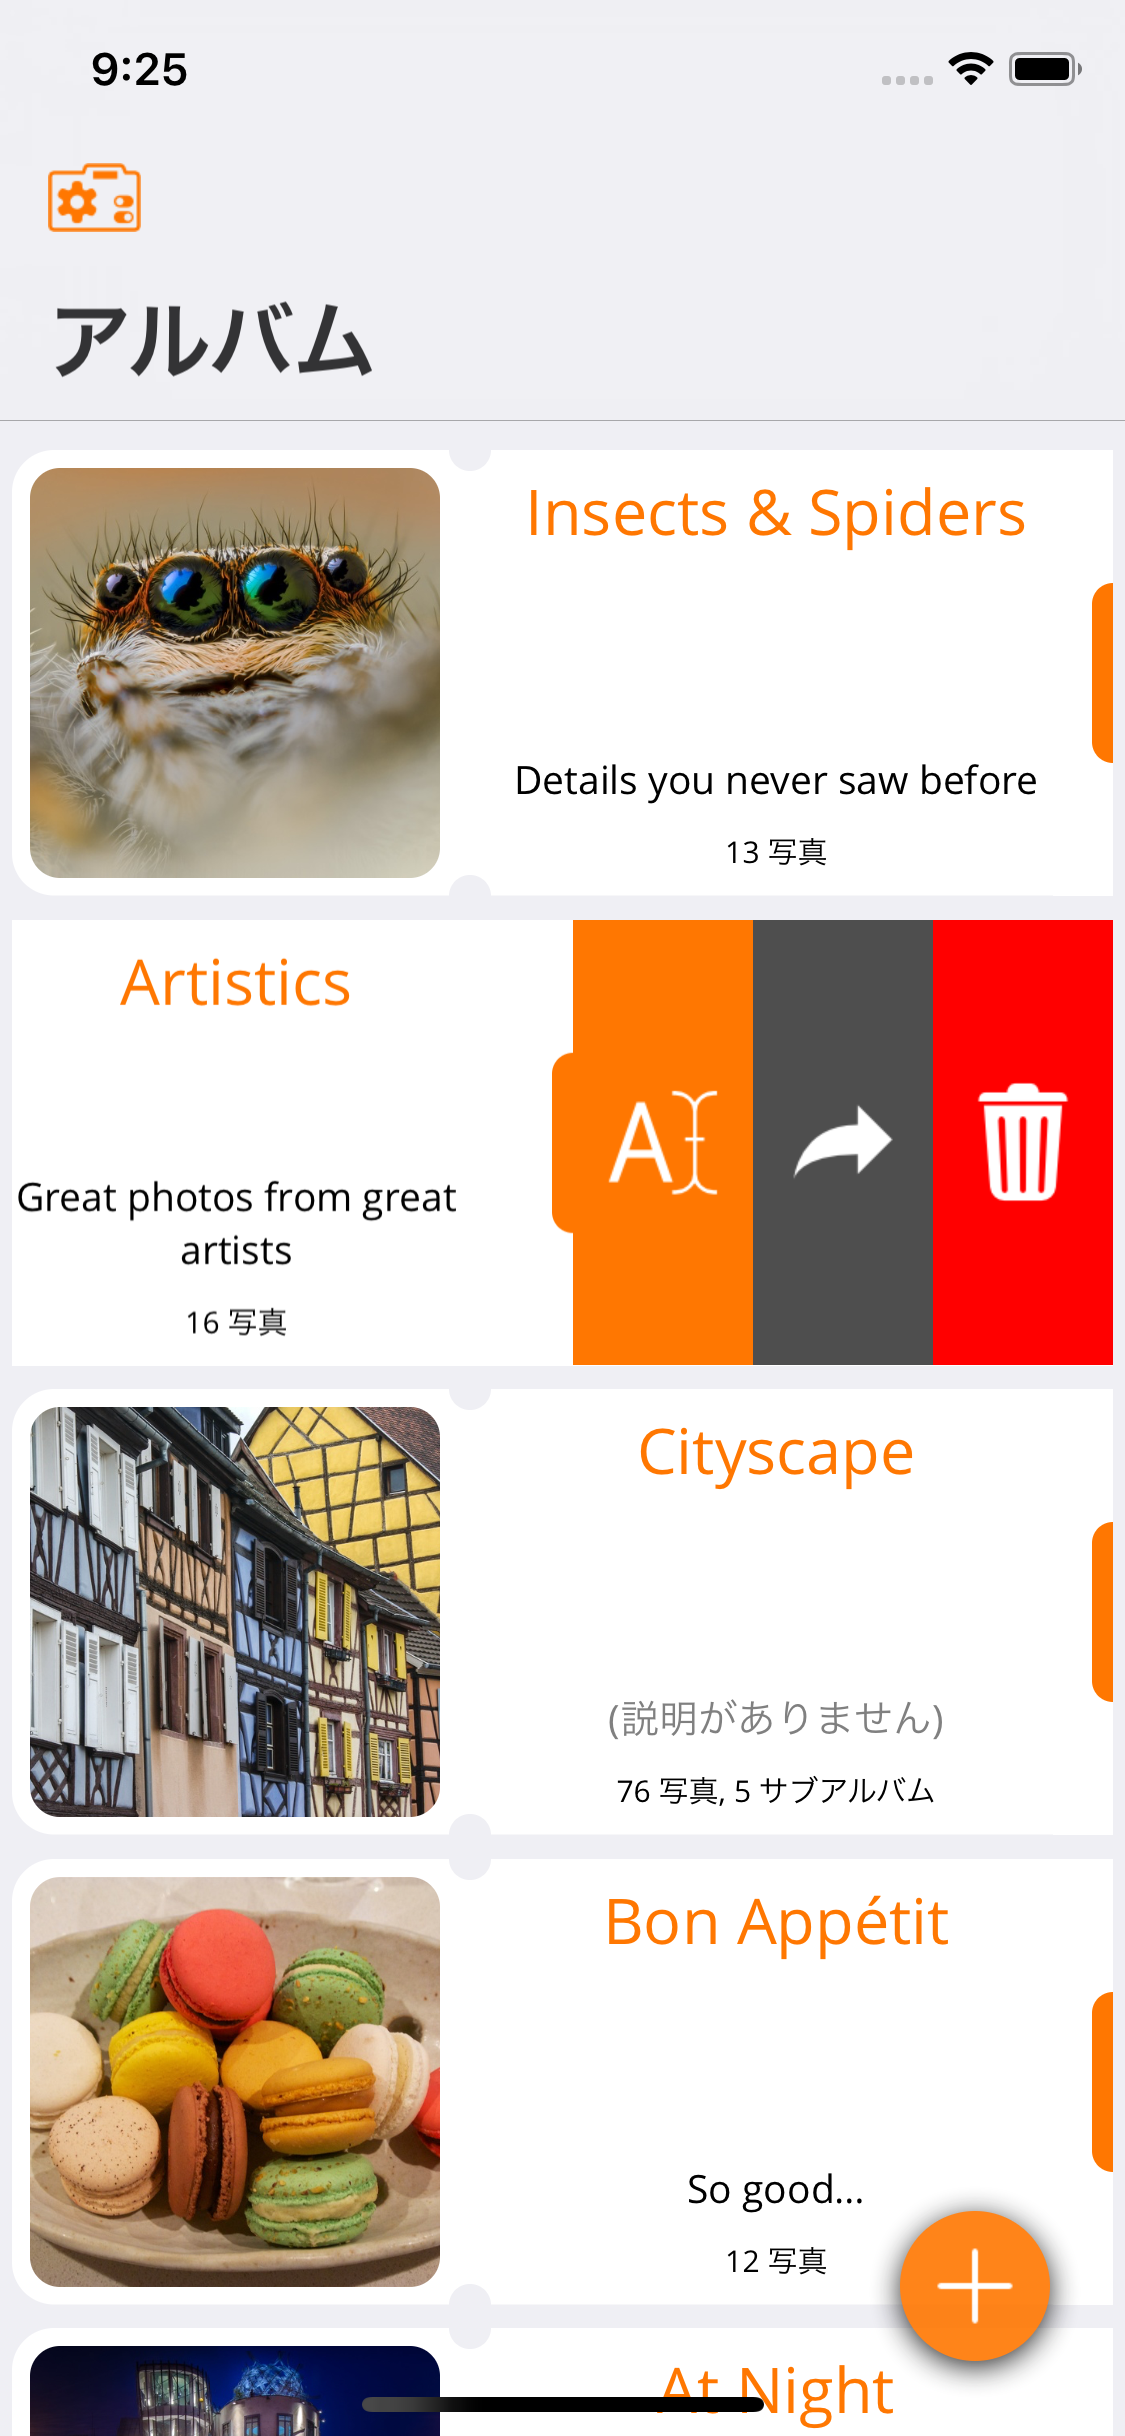 9:25
アルバム
Insects & Spiders
Details you never saw before
13 写真
Artistics
Great photos from great
artists
16 写真
A
Cityscape
(説明がありません)
76 写真, 5 サブアルバム
Bon Appétit
So good...
12 写真
At Night